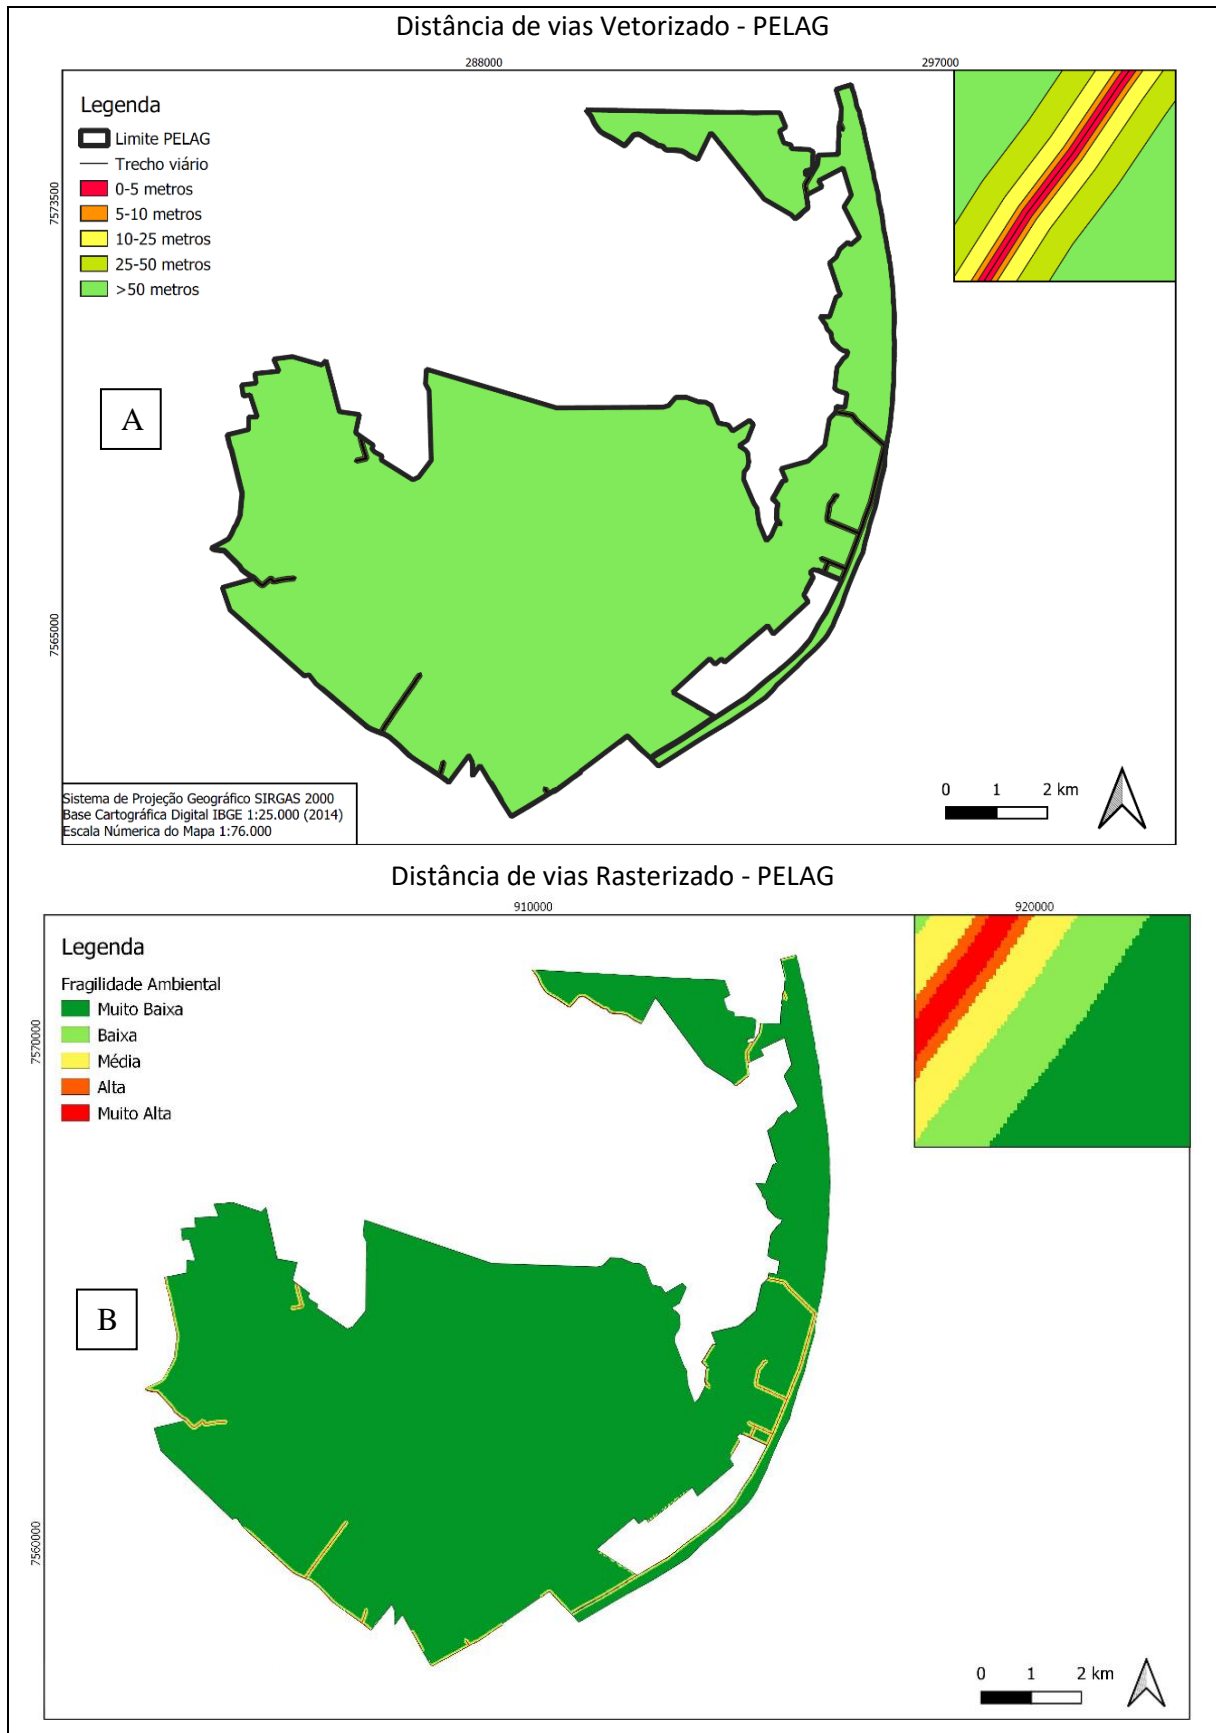 Distância de vias Vetorizado - PELAG
288000
297000
Legenda
Limite PELAG
Trecho viário
0-5 metros
5-10 metros
10-25 metros
25-50 metros
>50 metros
7573500
A
7565000
Sistema de Projeção Geográfico SIRGAS 2000
Base Cartográfica Digital IBGE 1:25.000 (2014)
Escala Númerica do Mapa 1:76.000
0 1 2 km
Distância de vias Rasterizado - PELAG
910000
920000
Legenda
Fragilidade Ambiental
Muito Baixa
Baixa
Média
Alta
Muito Alta
7570000
B
7560000
0 1 2 km